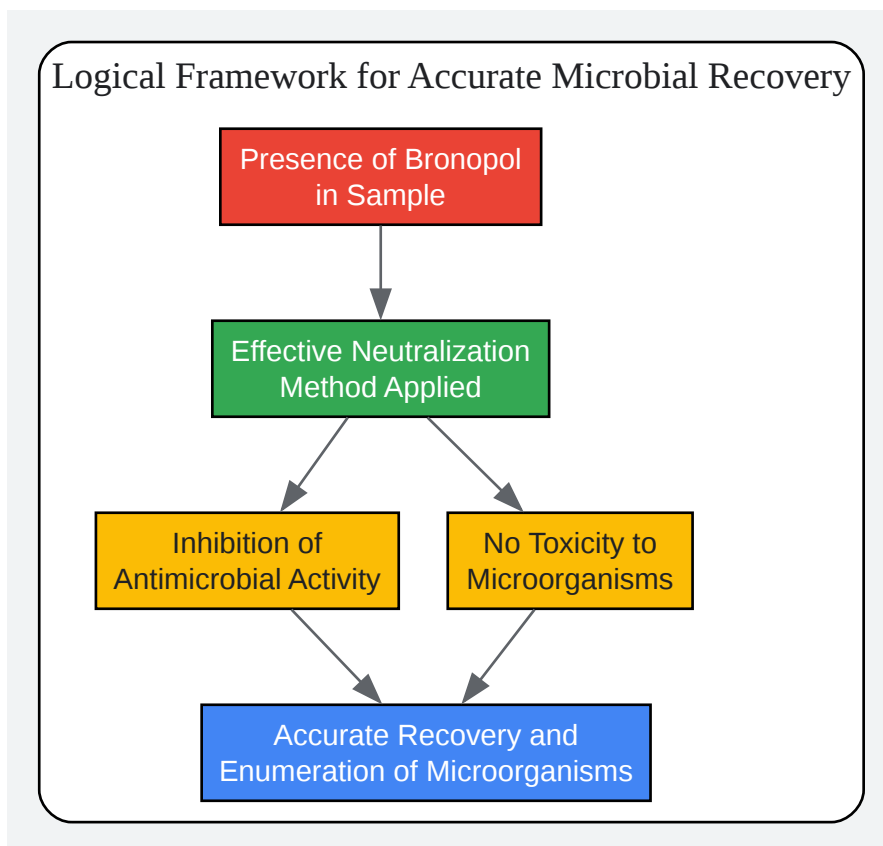 Logical Framework for Accurate Microbial Recovery
Presence of Bronopol
in Sample
Effective Neutralization
Method Applied
Inhibition of
Antimicrobial Activity
No Toxicity to
Microorganisms
Accurate Recovery and
Enumeration of Microorganisms